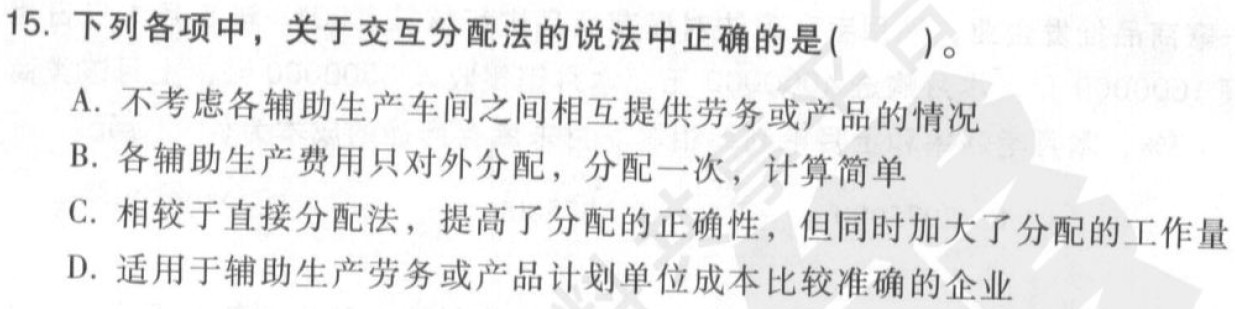 15. 下列各项中，关于交互分配法的说法中正确的是(　　)。
A. 不考虑各辅助生产车间之间相互提供劳务或产品的情况
B. 各辅助生产费用只对外分配，分配一次，计算简单
C. 相较于直接分配法，提高了分配的正确性，但同时加大了分配的工作量
D. 适用于辅助生产劳务或产品计划单位成本比较准确的企业